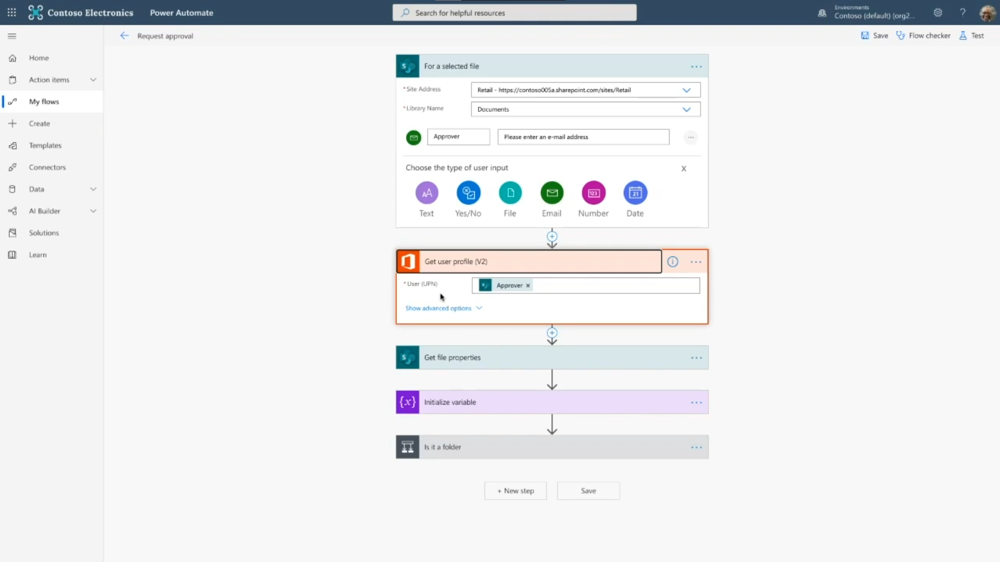 Contoso Electronics
Power Automate
Search for helpful resources
Environments
Contoso (default) (org2...
?
Request approval
Save
Flow checker
Test
Home
Action items
My flows
Create
Templates
Connectors
Data
AI Builder
Solutions
Learn
S
For a selected file
...
* Site Address
Retail - https://contoso005a.sharepoint.com/sites/Retail
* Library Name
Documents
Approver
Please enter an e-mail address
...
Choose the type of user input
X
AA
123
21
Text
Yes/No
File
Email
Number
Date
Get user profile (V2)
i
...
* User (UPN)
S
Approver ×
Show advanced options
S
Get file properties
...
{x}
Initialize variable
...
Is it a folder
...
+ New step
Save